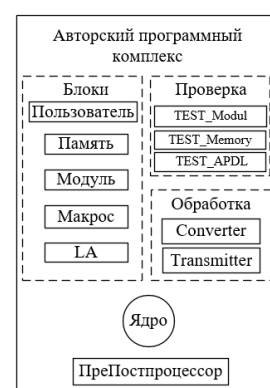 Авторский программный
комплекс
Блоки
Пользователь
Память
Модуль
Макрос
LA
Проверка
TEST_Modul
TEST_Memory
TEST_APDL
Обработка
Converter
Transmitter
Ядро
ПреПостпроцессор